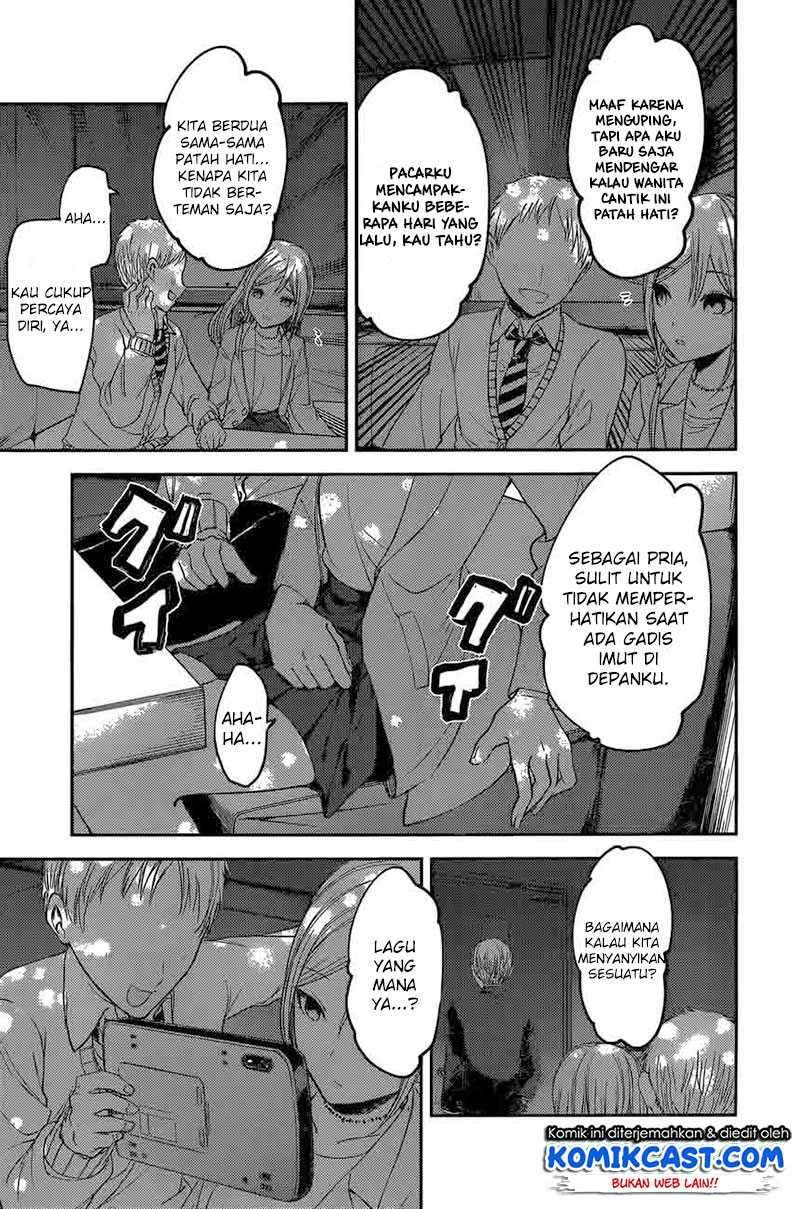 MAAF KARENA
MENGUPING,
TAPI APA AKU
BARU SAJA
MENDENGAR
KALAU WANITA
CANTIK INI
PATAH HATI?
PACARKU
MENCAMPAK-
KANKU BEBE-
RAPA HARI YANG
LALU, KAU TAHU?
KITA BERDUA
SAMA-SAMA
PATAH HATI...
KENAPA KITA
TIDAK BER-
TEMAN SAJA?
AHA...
KAU CUKUP
PERCAYA
DIRI, YA...
SEBAGAI PRIA,
SULIT UNTUK
TIDAK MEMPER-
HATIKAN SAAT
ADA GADIS
IMUT DI
DEPANKU.
グイ
グイ
AHA-
HA...
BAGAIMANA
KALAU KITA
MENYANYIKAN
SESUATU?
LAGU
YANG
MANA
YA...?
Komik ini diterjemahkan & diedit oleh
KOMIKCAST.COM
BUKAN WEB LAIN!!